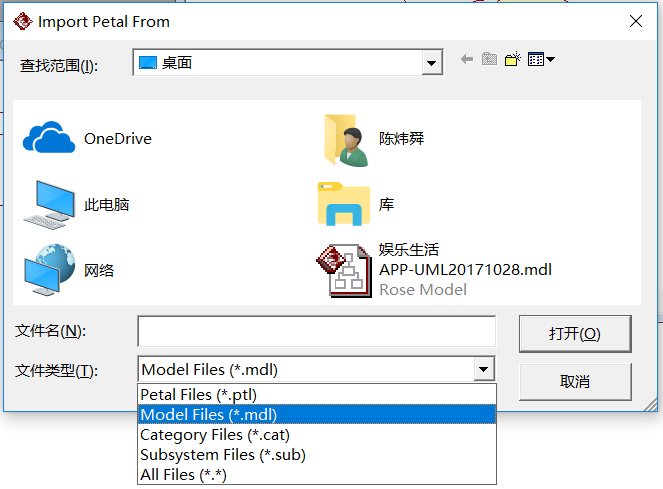 Import Petal From
查找范围(I):
桌面
OneDrive
陈炜舜
此电脑
库
网络
娱乐生活
APP-UML20171028.mdl
Rose Model
文件名(N):
打开(O)
文件类型(T):
Model Files (*.mdl)
取消
Petal Files (*.ptl)
Model Files (*.mdl)
Category Files (*.cat)
Subsystem Files (*.sub)
All Files (*.*)